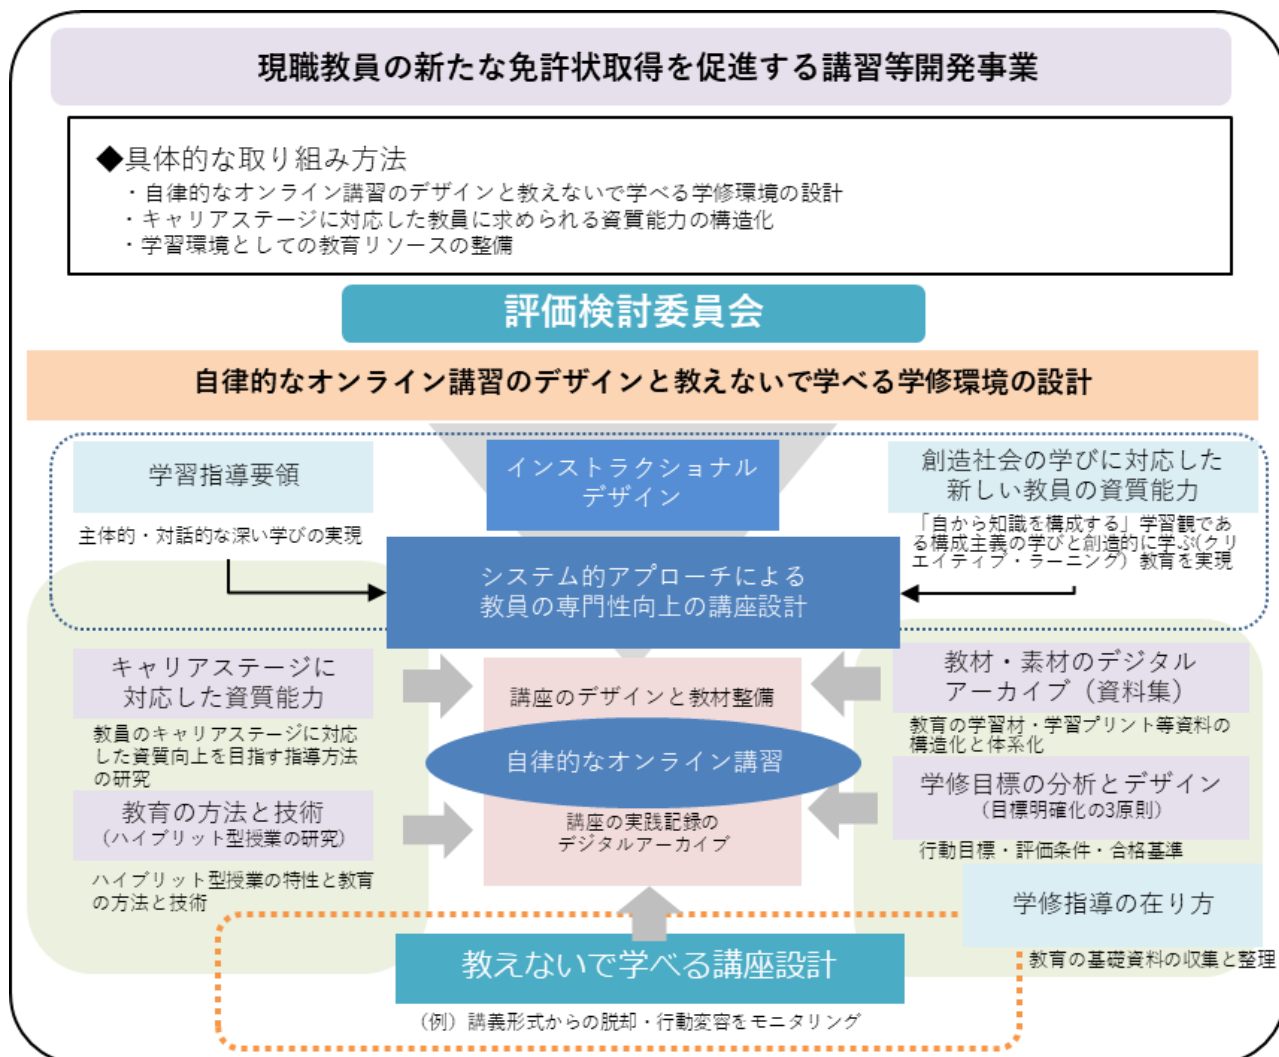 現職教員の新たな免許状取得を促進する講習等開発事業
◆具体的な取り組み方法
・自律的なオンライン講習のデザインと教えないで学べる学修環境の設計
・キャリアステージに対応した教員に求められる資質能力の構造化
・学習環境としての教育リソースの整備
評価検討委員会
自律的なオンライン講習のデザインと教えないで学べる学修環境の設計
学習指導要領
主体的・対話的な深い学びの実現
インストラクショナル
デザイン
創造社会の学びに対応した
新しい教員の資質能力
「自から知識を構成する」学習観であ
る構成主義の学びと創造的に学ぶ(クリ
エイティブ・ラーニング）教育を実現
システム的アプローチによる
教員の専門性向上の講座設計
キャリアステージに
対応した資質能力
教員のキャリアステージに対応
した資質向上を目指す指導方法
の研究
教育の方法と技術
（ハイブリット型授業の研究）
ハイブリット型授業の特性と教育
の方法と技術
講座のデザインと教材整備
自律的なオンライン講習
講座の実践記録の
デジタルアーカイブ
教材・素材のデジタル
アーカイブ（資料集）
教育の学習材・学習プリント等資料の
構造化と体系化
学修目標の分析とデザイン
（目標明確化の3原則）
行動目標・評価条件・合格基準
学修指導の在り方
教育の基礎資料の収集と整理
教えないで学べる講座設計
（例）講義形式からの脱却・行動変容をモニタリング